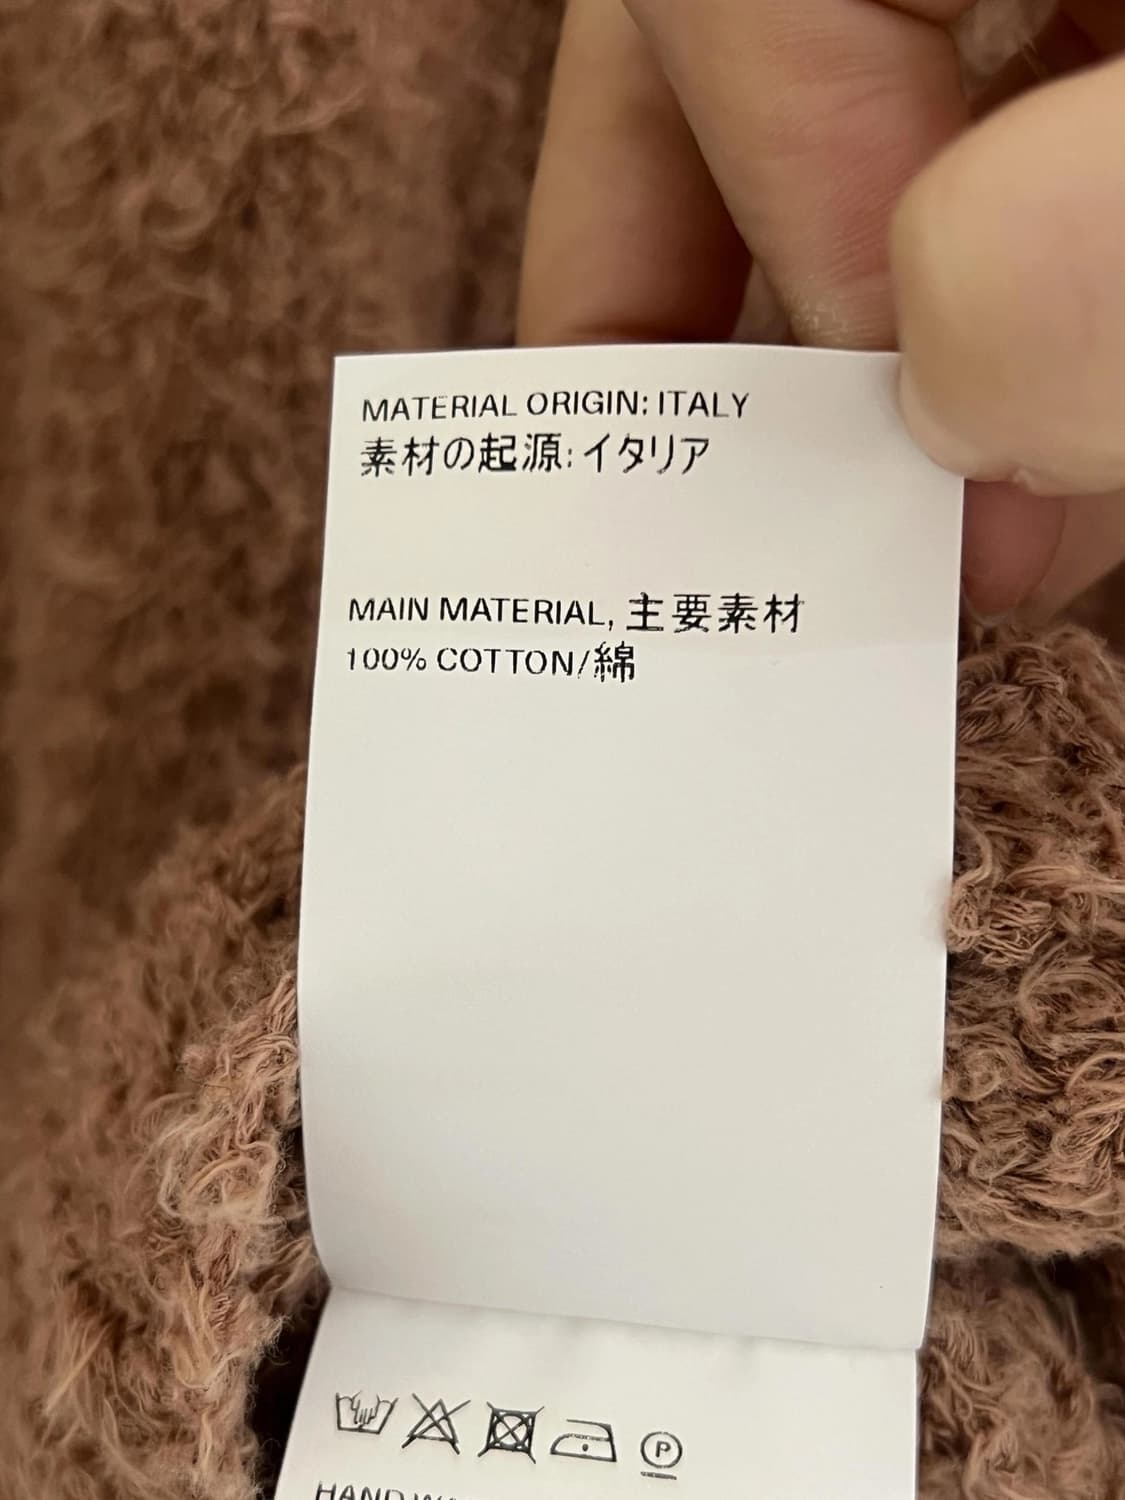 MATERIAL ORIGIN: ITALY
素材の起源: イタリア
MAIN MATERIAL, 主要素材
100% COTTON/綿
P
HAND